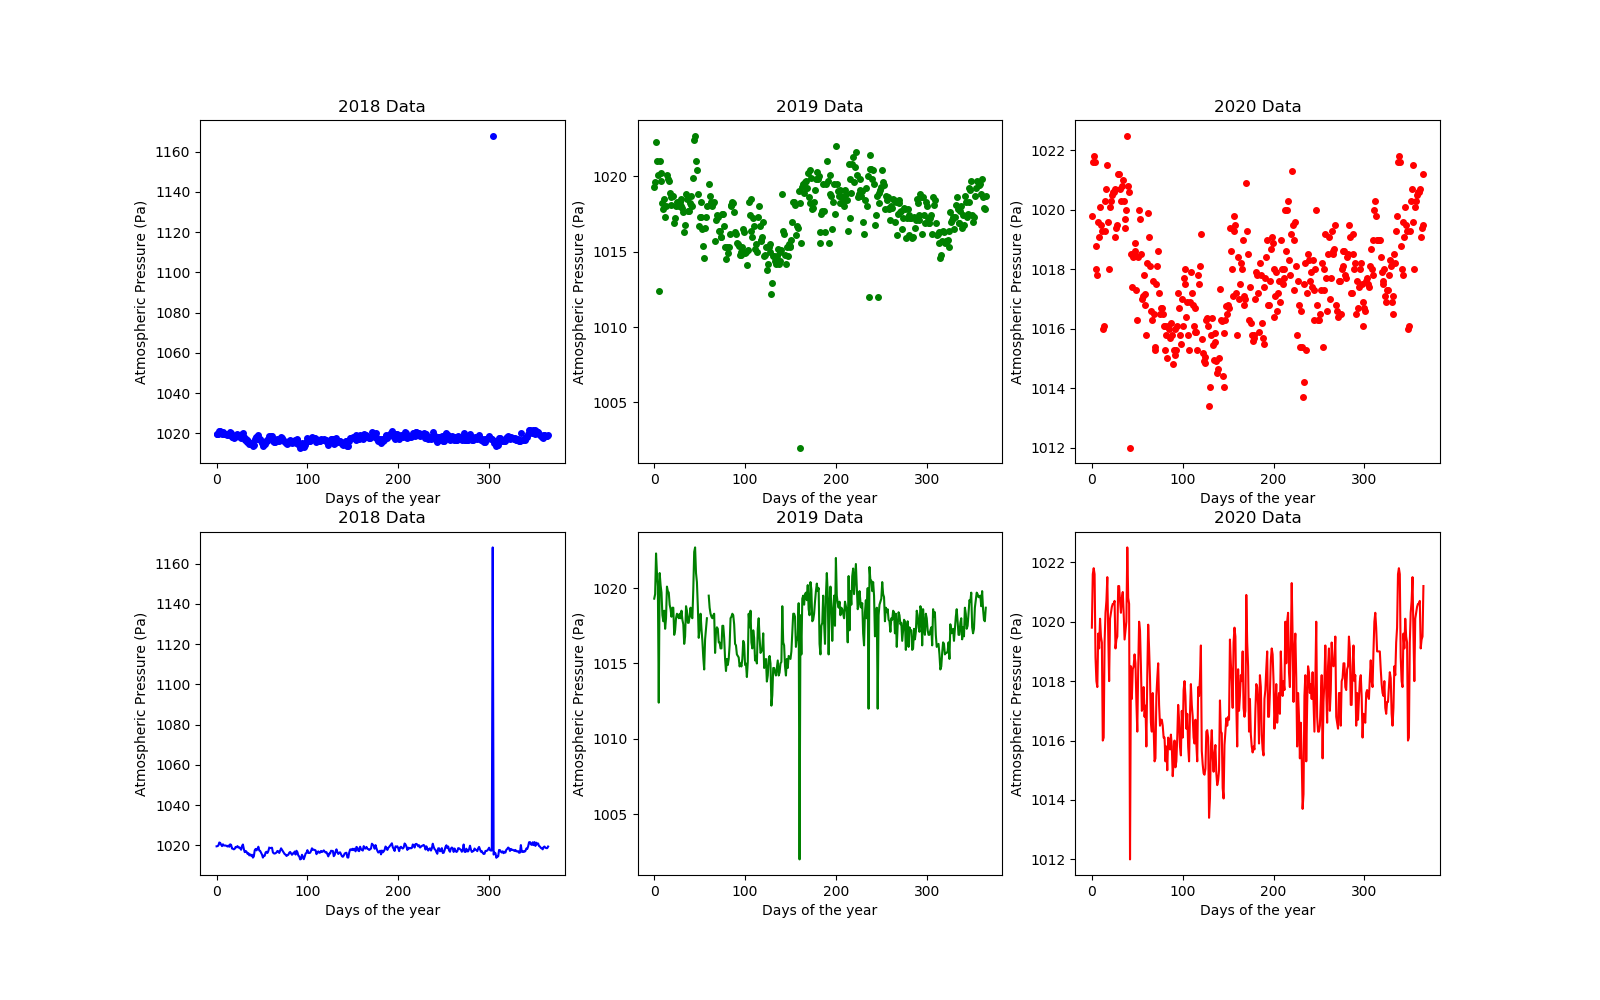 2018 Data
2019 Data
2020 Data
Atmospheric Pressure (Pa)
1160
1140
1120
1100
1080
1060
1040
1020
0 100 200 300
Days of the year
Atmospheric Pressure (Pa)
1020
1015
1010
1005
0 100 200 300
Days of the year
Atmospheric Pressure (Pa)
1022
1020
1018
1016
1014
1012
0 100 200 300
Days of the year
2018 Data
2019 Data
2020 Data
Atmospheric Pressure (Pa)
1160
1140
1120
1100
1080
1060
1040
1020
0 100 200 300
Days of the year
Atmospheric Pressure (Pa)
1020
1015
1010
1005
0 100 200 300
Days of the year
Atmospheric Pressure (Pa)
1022
1020
1018
1016
1014
1012
0 100 200 300
Days of the year